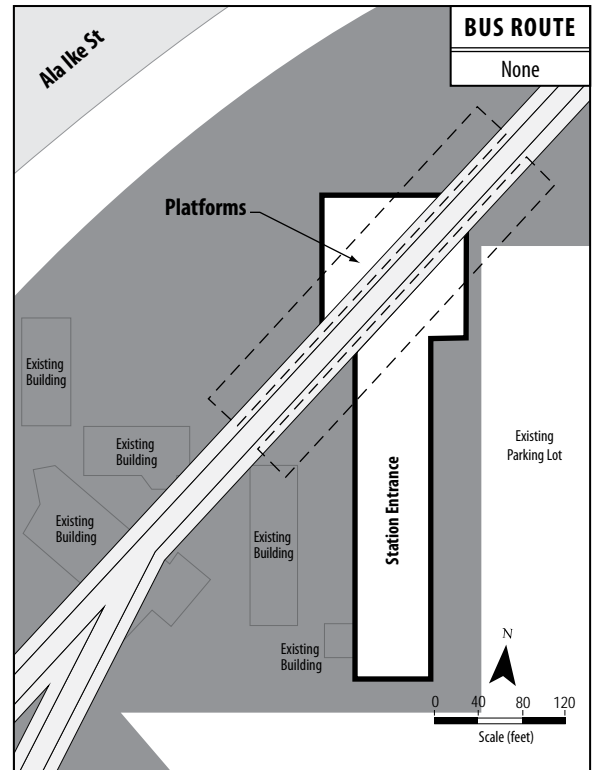 BUS ROUTE
None
Ala Ike St
Platforms
Existing
Building
Existing
Building
Existing
Building
Existing
Building
Existing
Building
Station Entrance
Existing
Parking Lot
N
0 40 80 120
Scale (feet)